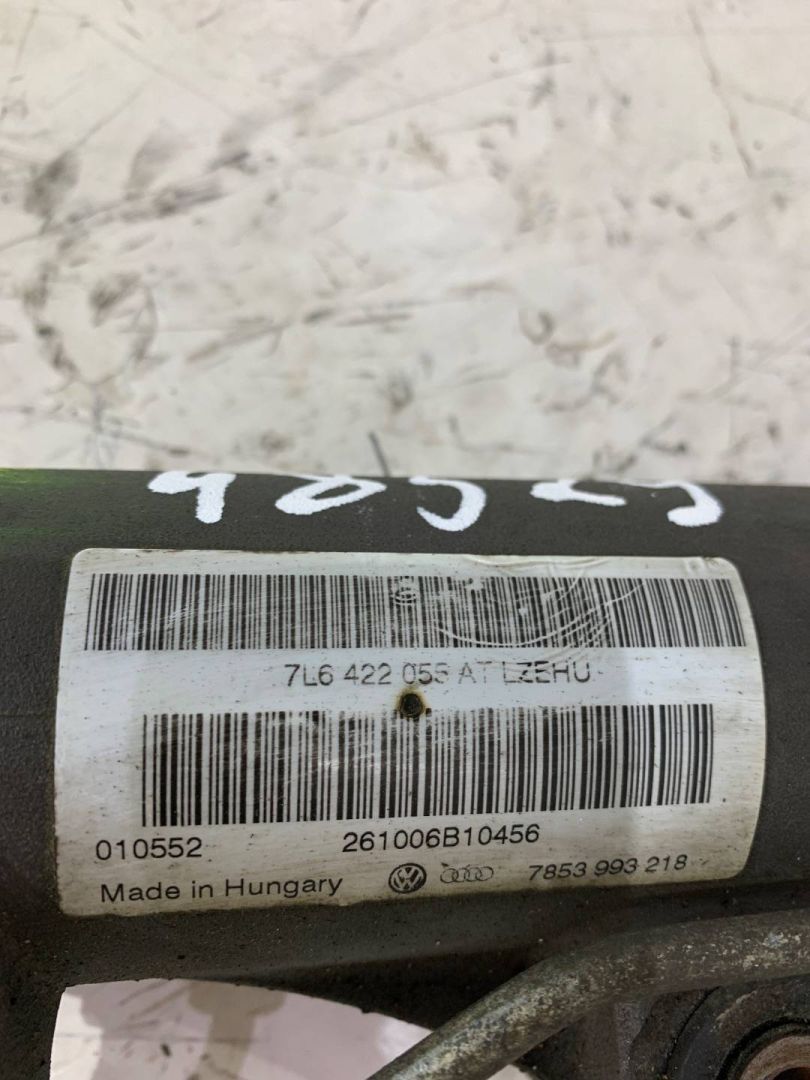 7L6 422 055 AT LZEHU
010552
261006B10456
Made in Hungary
7853 993 218